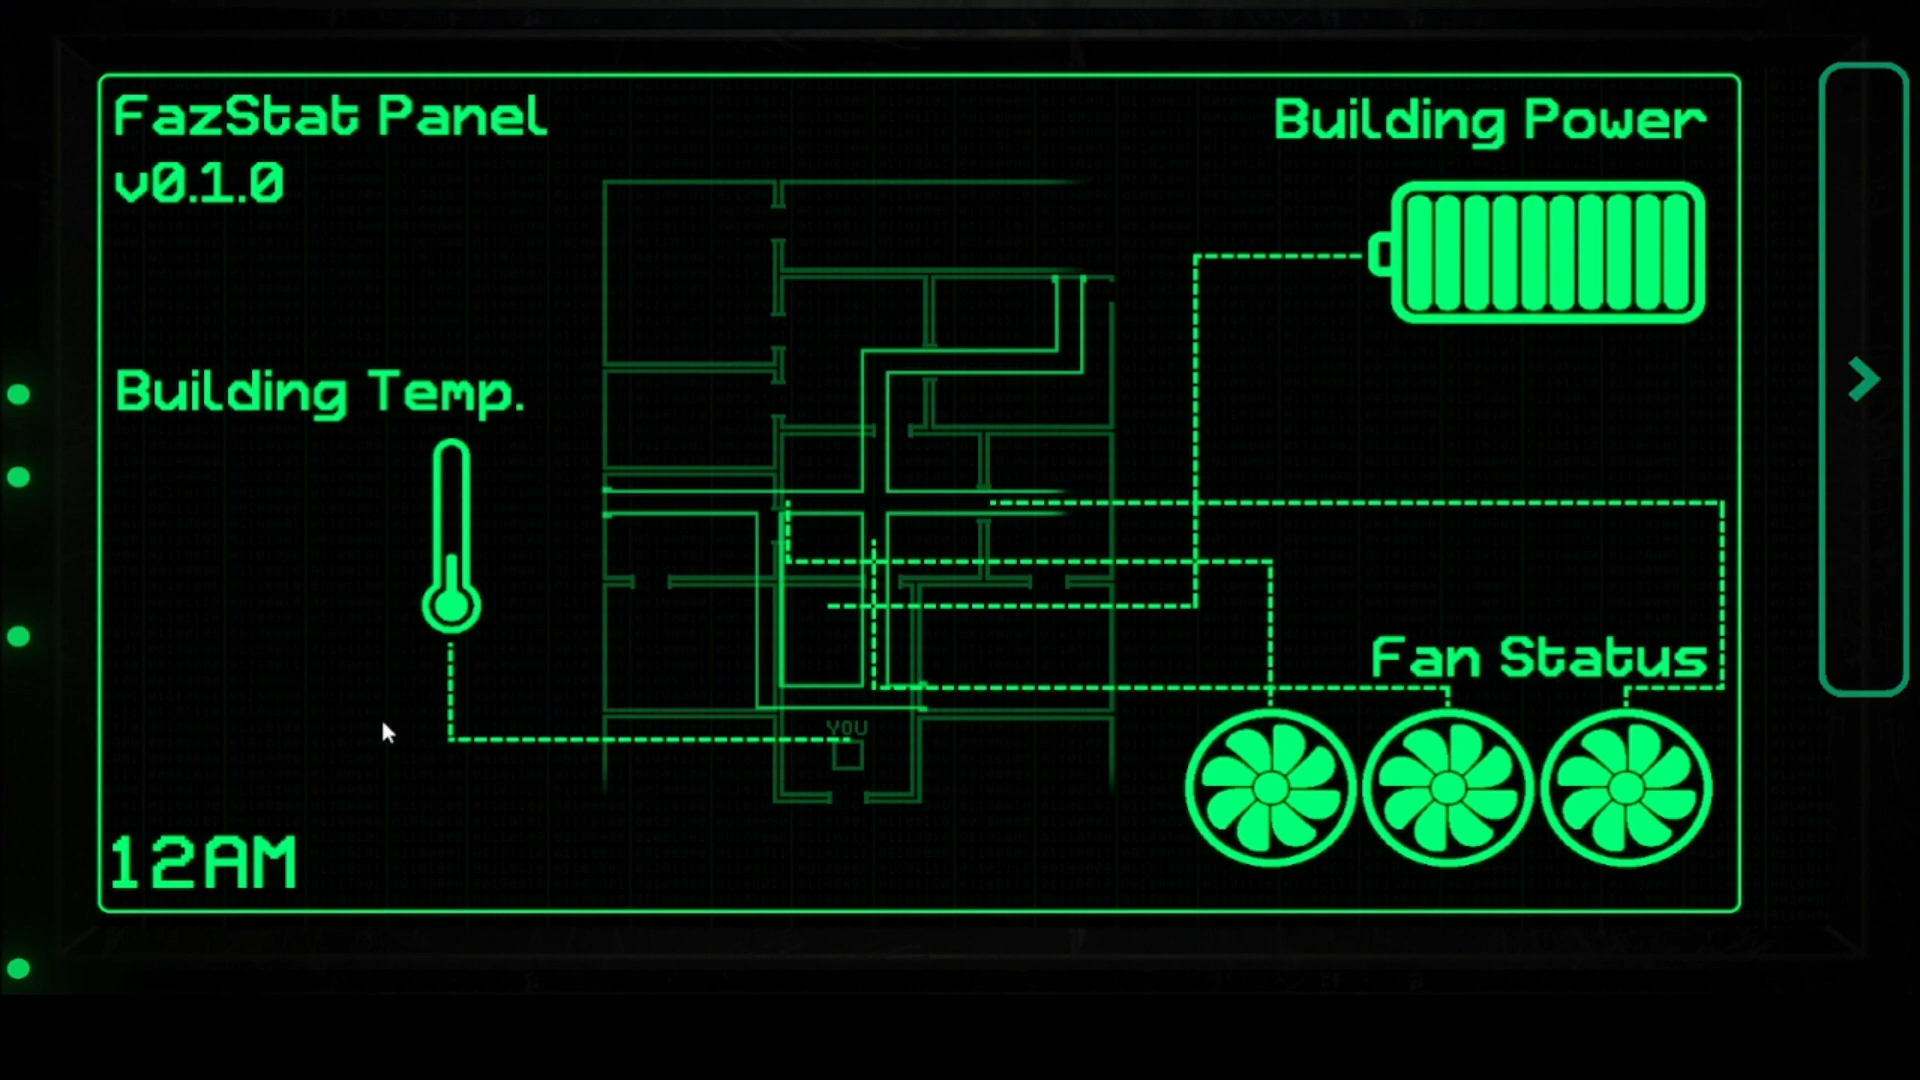 FazStat Panel
v0.1.0
Building Power
Building Temp.
Fan Status
YOU
12AM